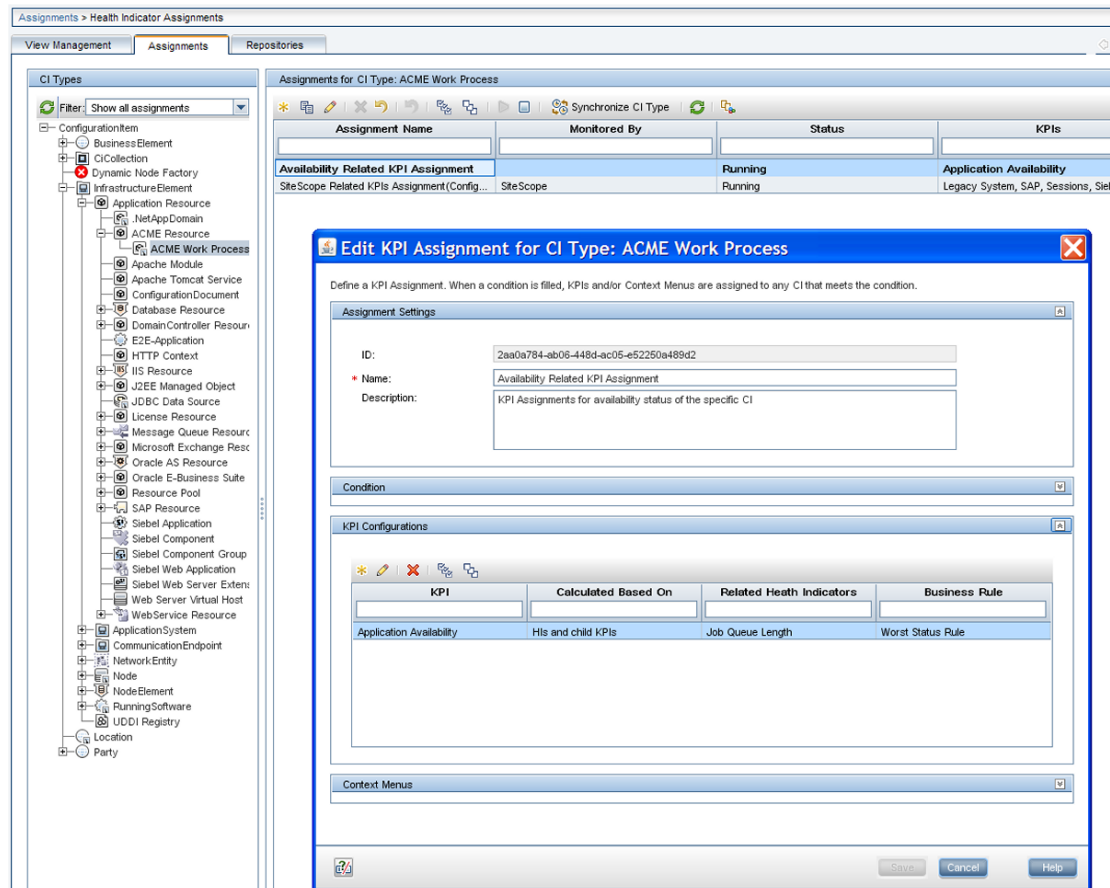 Assignments > Health Indicator Assignments
View Management
Assignments
Repositories
CI Types
Filter: Show all assignments
ConfigurationItem
BusinessElement
CiCollection
Dynamic Node Factory
InfrastructureElement
Application Resource
.NetAppDomain
ACME Resource
ACME Work Process
Apache Module
Apache Tomcat Service
ConfigurationDocument
Database Resource
DomainController Resour
E2E-Application
HTTP Context
IIS Resource
J2EE Managed Object
JDBC Data Source
License Resource
Message Queue Resourc
Microsoft Exchange Resc
Oracle AS Resource
Oracle E-Business Suite
Resource Pool
SAP Resource
Siebel Application
Siebel Component
Siebel Component Group
Siebel Web Application
Siebel Web Server Exten
Web Server Virtual Host
WebService Resource
ApplicationSystem
CommunicationEndpoint
NetworkEntity
Node
NodeElement
RunningSoftware
UDDI Registry
Location
Party
Assignments for CI Type: ACME Work Process
Synchronize CI Type
Assignment Name Monitored By Status KPIs
Availability Related KPI Assignment Running Application Availability
SiteScope Related KPIs Assignment(Config... SiteScope Running Legacy System, SAP, Sessions, Sie
Edit KPI Assignment for CI Type: ACME Work Process
Define a KPI Assignment. When a condition is filled, KPIs and/or Context Menus are assigned to any CI that meets the condition.
Assignment Settings
ID: 2aa0a784-ab06-448d-ac05-e52250a489d2
* Name: Availability Related KPI Assignment
Description: KPI Assignments for availability status of the specific CI
Condition
KPI Configurations
KPI Calculated Based On Related Heath Indicators Business Rule
Application Availability HIs and child KPIs Job Queue Length Worst Status Rule
Context Menus
Save Cancel Help